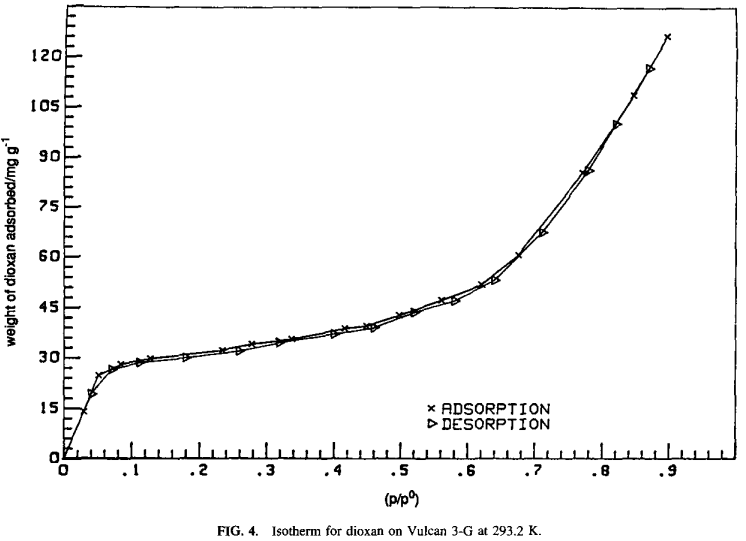 weight of dioxan adsorbed/mg g⁻¹
120
105
90
75
60
45
30
15
0
× ADSORPTION
▷ DESORPTION
0 .1 .2 .3 .4 .5 .6 .7 .8 .9
(p/p⁰)
FIG. 4. Isotherm for dioxan on Vulcan 3-G at 293.2 K.